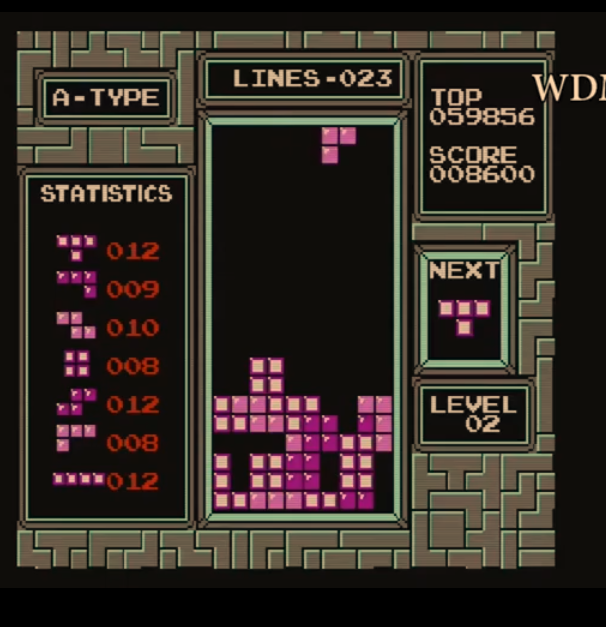 LINES-023
A-TYPE
TOP
059856
SCORE
008600
STATISTICS
012
009
010
008
012
008
012
NEXT
LEVEL
02